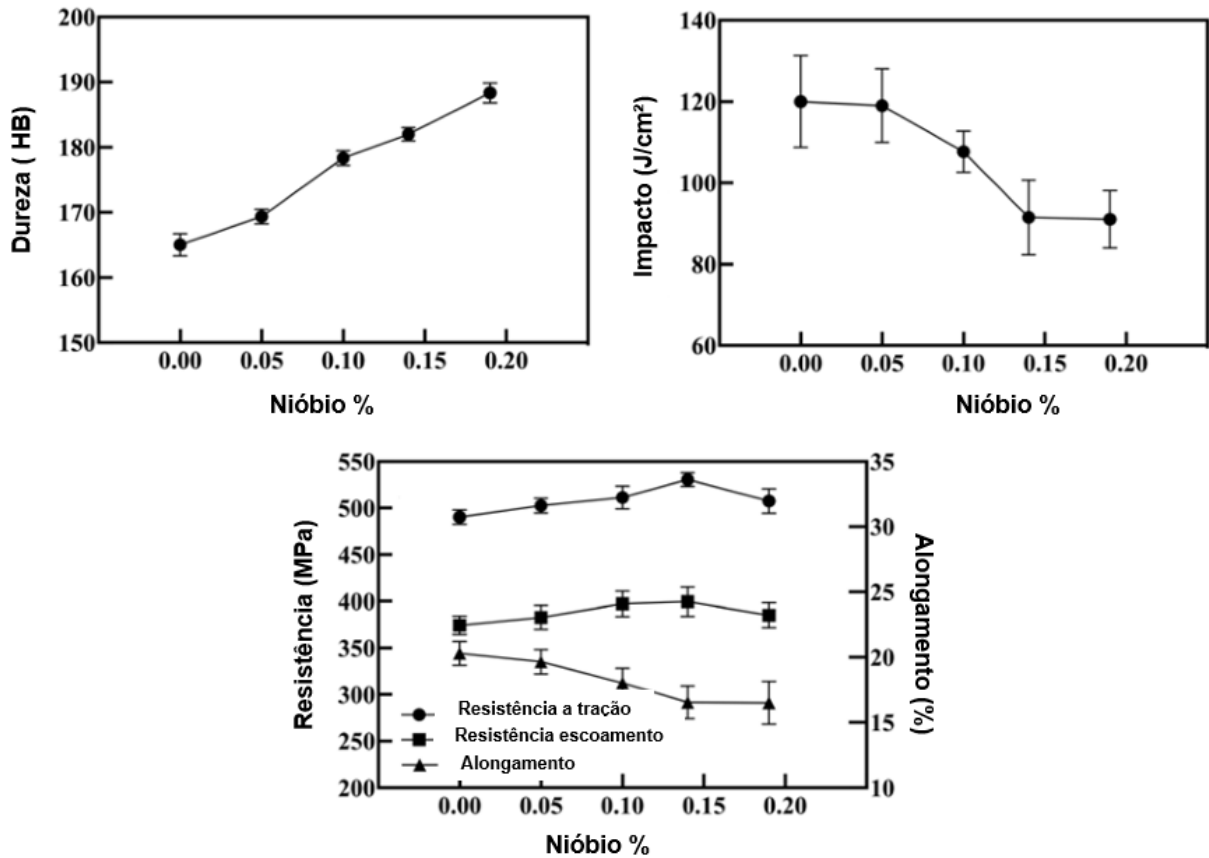 Dureza ( HB)
200
190
180
170
160
150
0.00 0.05 0.10 0.15 0.20
Nióbio %
Impacto (J/cm²)
140
120
100
80
60
0.00 0.05 0.10 0.15 0.20
Nióbio %
Resistência (MPa)
550
500
450
400
350
300
250
200
Resistência a tração
Resistência escoamento
Alongamento
35
30
25
20
15
10
Alongamento (%)
0.00 0.05 0.10 0.15 0.20
Nióbio %